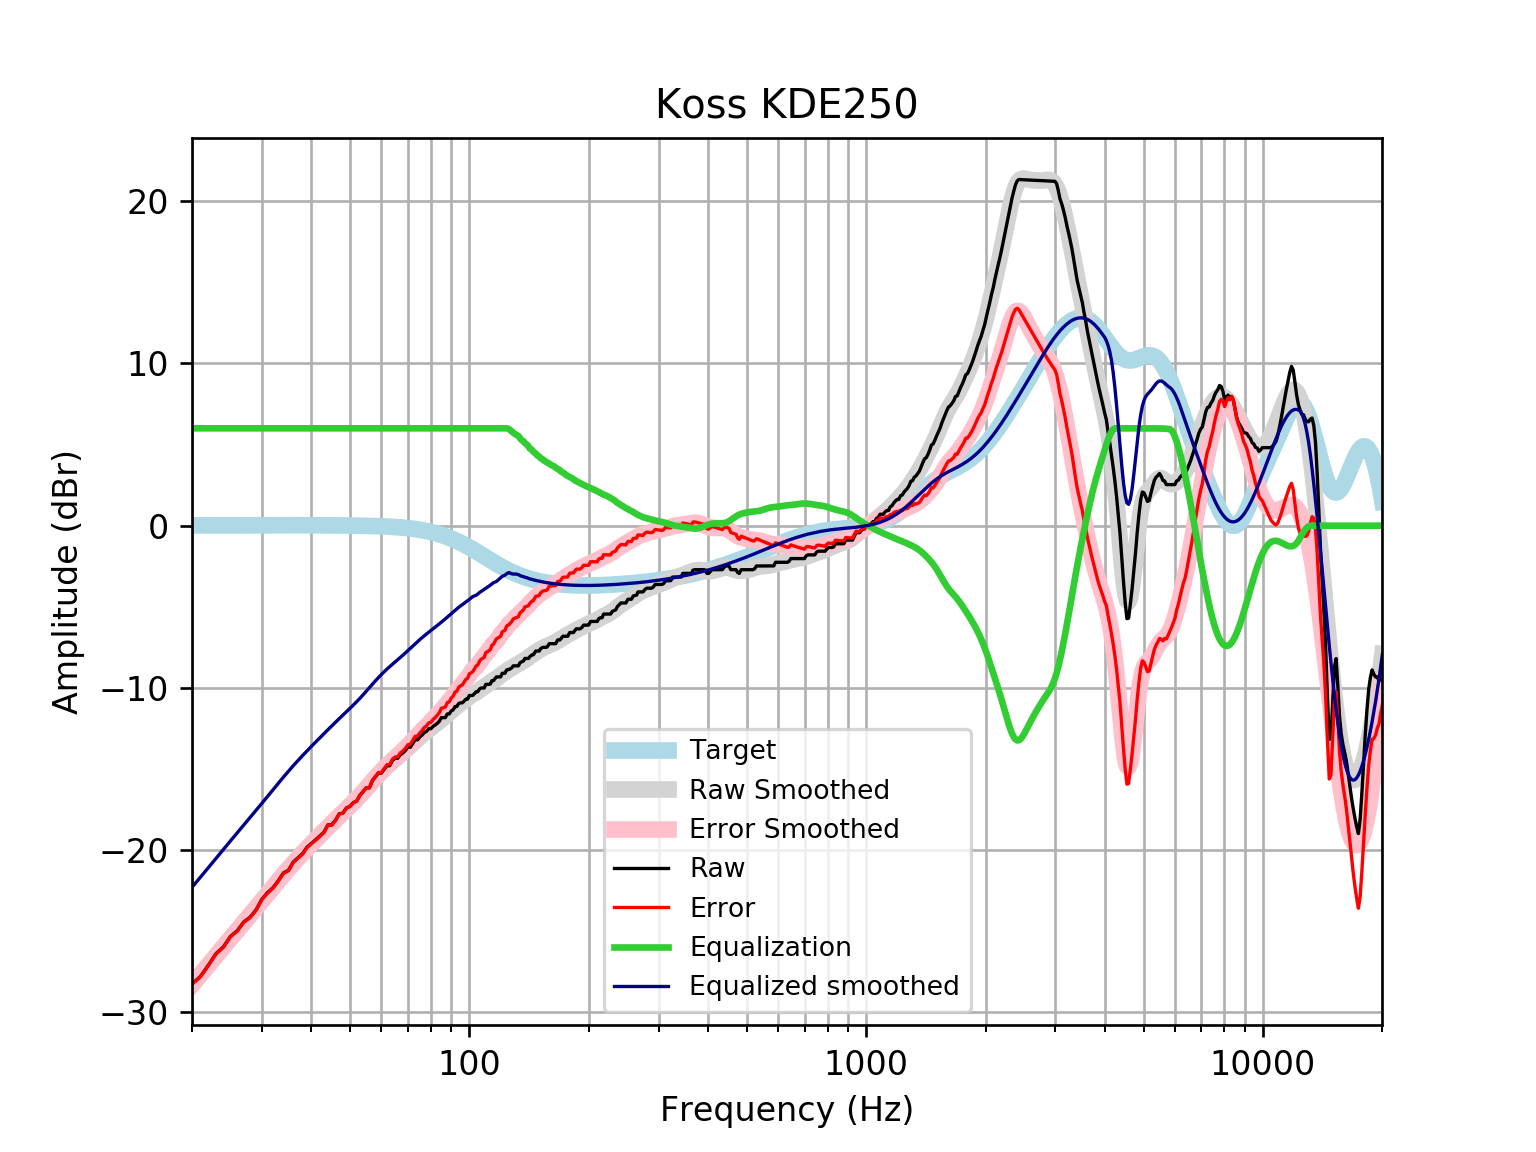 Koss KDE250
Amplitude (dBr)
20
10
0
−10
−20
−30
Target
Raw Smoothed
Error Smoothed
Raw
Error
Equalization
Equalized smoothed
100
1000
10000
Frequency (Hz)